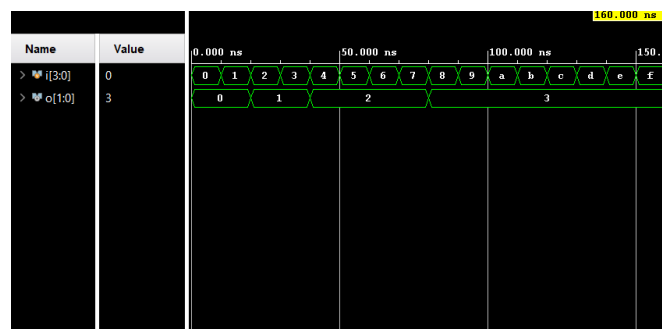 160.000 ns
Name Value 0.000 ns 50.000 ns 100.000 ns 150.
> i[3:0] 0 0 1 2 3 4 5 6 7 8 9 a b c d e f
> o[1:0] 3 0 1 2 3